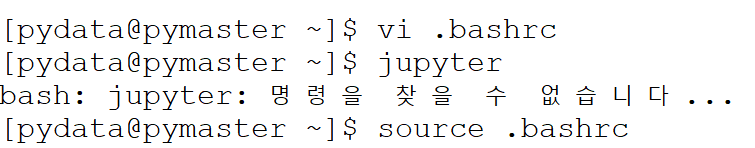 [pydata@pymaster ~]$ vi .bashrc
[pydata@pymaster ~]$ jupyter
bash: jupyter: 명령을 찾을 수 없습니다...
[pydata@pymaster ~]$ source .bashrc